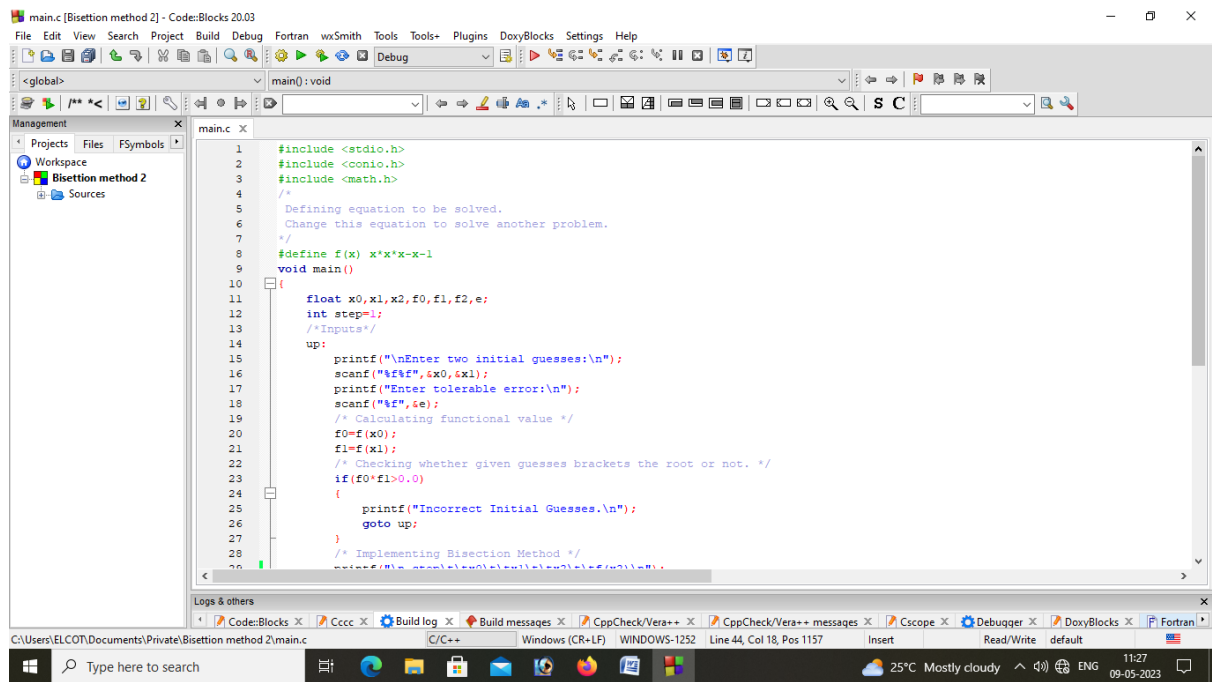 main.c [Bisettion method 2] - Code::Blocks 20.03
File Edit View Search Project Build Debug Fortran wxSmith Tools Tools+ Plugins DoxyBlocks Settings Help
Debug
<global> main() : void
/** *<
S C
Management
main.c
Projects Files FSymbols
Workspace
Bisettion method 2
Sources
1 #include <stdio.h>
2 #include <conio.h>
3 #include <math.h>
4 /*
5 Defining equation to be solved.
6 Change this equation to solve another problem.
7 */
8 #define f(x) x*x*x-x-1
9 void main()
10 {
11 float x0,x1,x2,f0,f1,f2,e;
12 int step=1;
13 /*Inputs*/
14 up:
15 printf("\nEnter two initial guesses:\n");
16 scanf("%f%f",&x0,&x1);
17 printf("Enter tolerable error:\n");
18 scanf("%f",&e);
19 /* Calculating functional value */
20 f0=f(x0);
21 f1=f(x1);
22 /* Checking whether given guesses brackets the root or not. */
23 if(f0*f1>0.0)
24 {
25 printf("Incorrect Initial Guesses.\n");
26 goto up;
27 }
28 /* Implementing Bisection Method */
29 printf("\n step\t\tx0\t\tx1\t\tx2\t\tf(x2)\n");
Logs & others
Code::Blocks Cccc Build log Build messages CppCheck/Vera++ CppCheck/Vera++ messages Cscope Debugger DoxyBlocks Fortran
C:\Users\ELCOT\Documents\Private\Bisettion method 2\main.c C/C++ Windows (CR+LF) WINDOWS-1252 Line 44, Col 18, Pos 1157 Insert Read/Write default
Type here to search 25°C Mostly cloudy ENG 11:27
09-05-2023